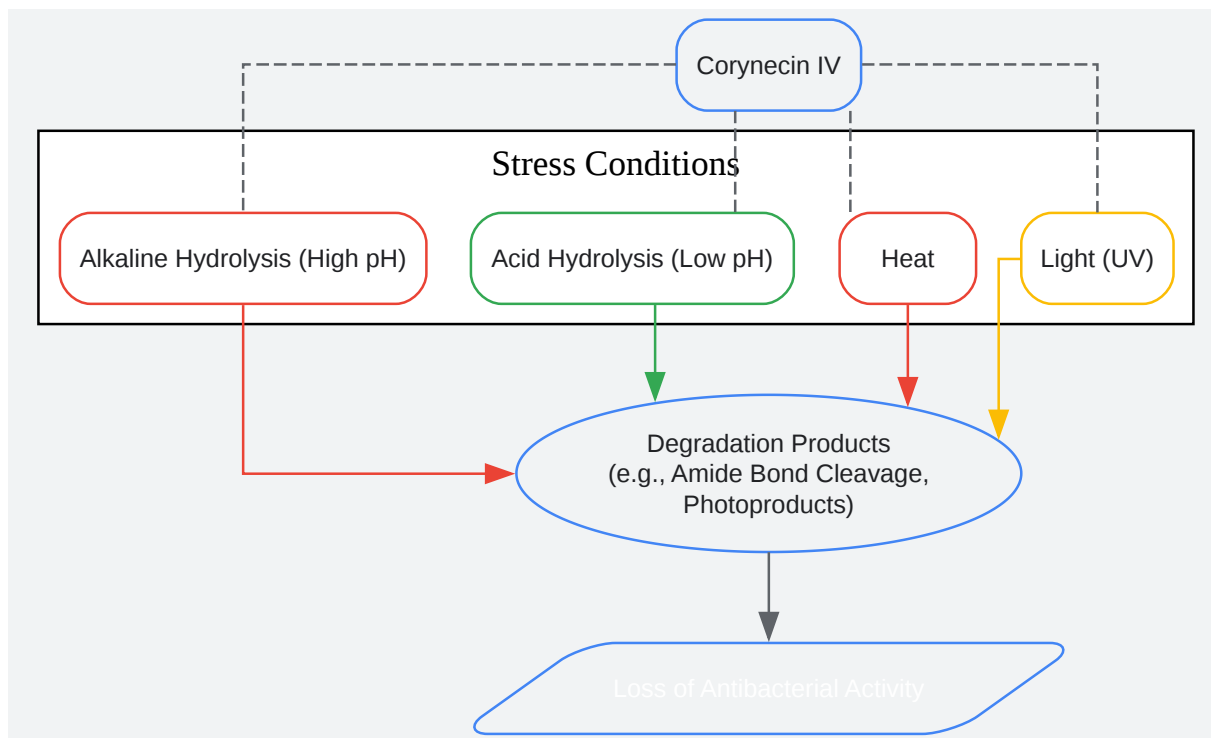 Corynecin IV
Stress Conditions
Alkaline Hydrolysis (High pH)
Acid Hydrolysis (Low pH)
Heat
Light (UV)
Degradation Products
(e.g., Amide Bond Cleavage,
Photoproducts)
Loss of Antibacterial Activity